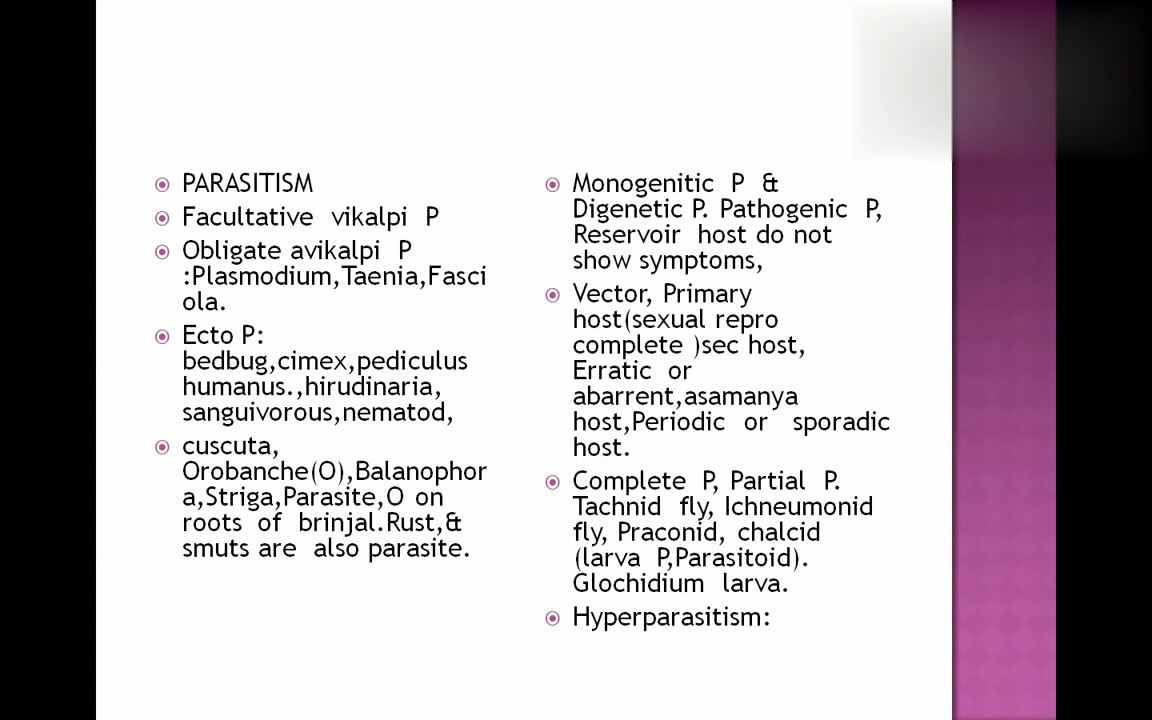 PARASITISM
Facultative vikalpi P
Obligate avikalpi P
:Plasmodium,Taenia,Fasci
ola.
Ecto P:
bedbug,cimex,pediculus
humanus.,hirudinaria,
sanguivorous,nematod,
cuscuta,
Orobanche(O),Balanophor
a,Striga,Parasite,O on
roots of brinjal.Rust,&
smuts are also parasite.
Monogenitic P &
Digenetic P. Pathogenic P,
Reservoir host do not
show symptoms,
Vector, Primary
host(sexual repro
complete )sec host,
Erratic or
abarrent,asamanya
host,Periodic or sporadic
host.
Complete P, Partial P.
Tachnid fly, Ichneumonid
fly, Praconid, chalcid
(larva P,Parasitoid).
Glochidium larva.
Hyperparasitism: